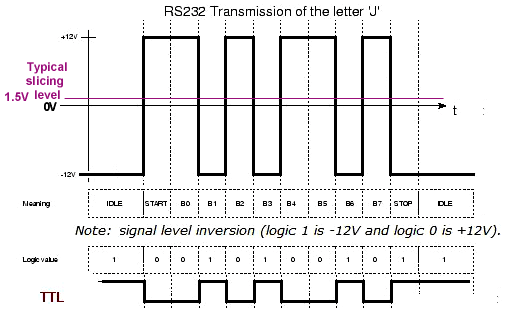 RS232 Transmission of the letter 'J'
+12V
Typical
slicing
level
1.5V
0V
t
-12V
Meaning IDLE START B0 B1 B2 B3 B4 B5 B6 B7 STOP IDLE
Note: signal level inversion (logic 1 is -12V and logic 0 is +12V).
Logic value 1 0 0 1 0 1 0 0 1 0 1 1
TTL